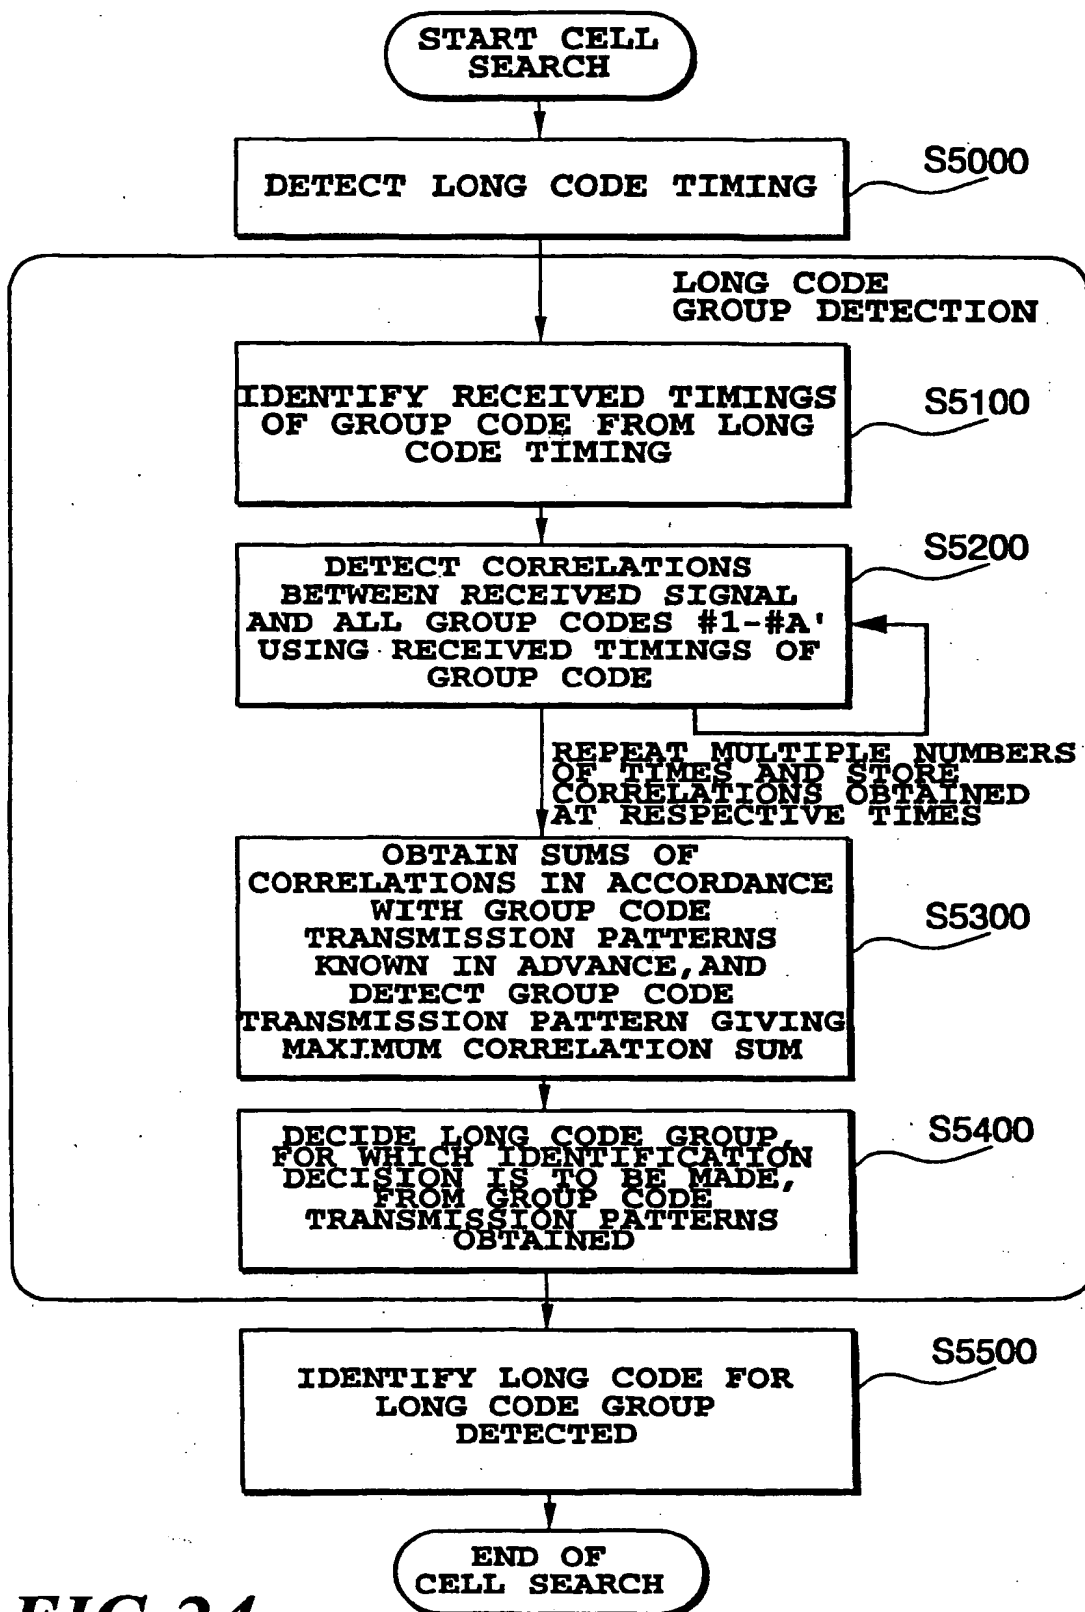 START CELL
SEARCH
DETECT LONG CODE TIMING
S5000
LONG CODE
GROUP DETECTION
IDENTIFY RECEIVED TIMINGS
OF GROUP CODE FROM LONG
CODE TIMING
S5100
DETECT CORRELATIONS
BETWEEN RECEIVED SIGNAL
AND ALL GROUP CODES #1-#A'
USING RECEIVED TIMINGS OF
GROUP CODE
S5200
REPEAT MULTIPLE NUMBERS
OF TIMES AND STORE
CORRELATIONS OBTAINED
AT RESPECTIVE TIMES
OBTAIN SUMS OF
CORRELATIONS IN ACCORDANCE
WITH GROUP CODE
TRANSMISSION PATTERNS
KNOWN IN ADVANCE,AND
DETECT GROUP CODE
TRANSMISSION PATTERN GIVING
MAXIMUM CORRELATION SUM
S5300
DECIDE LONG CODE GROUP,
FOR WHICH IDENTIFICATION
DECISION IS TO BE MADE,
FROM GROUP CODE
TRANSMISSION PATTERNS
OBTAINED
S5400
IDENTIFY LONG CODE FOR
LONG CODE GROUP
DETECTED
S5500
END OF
CELL SEARCH
FIG.24